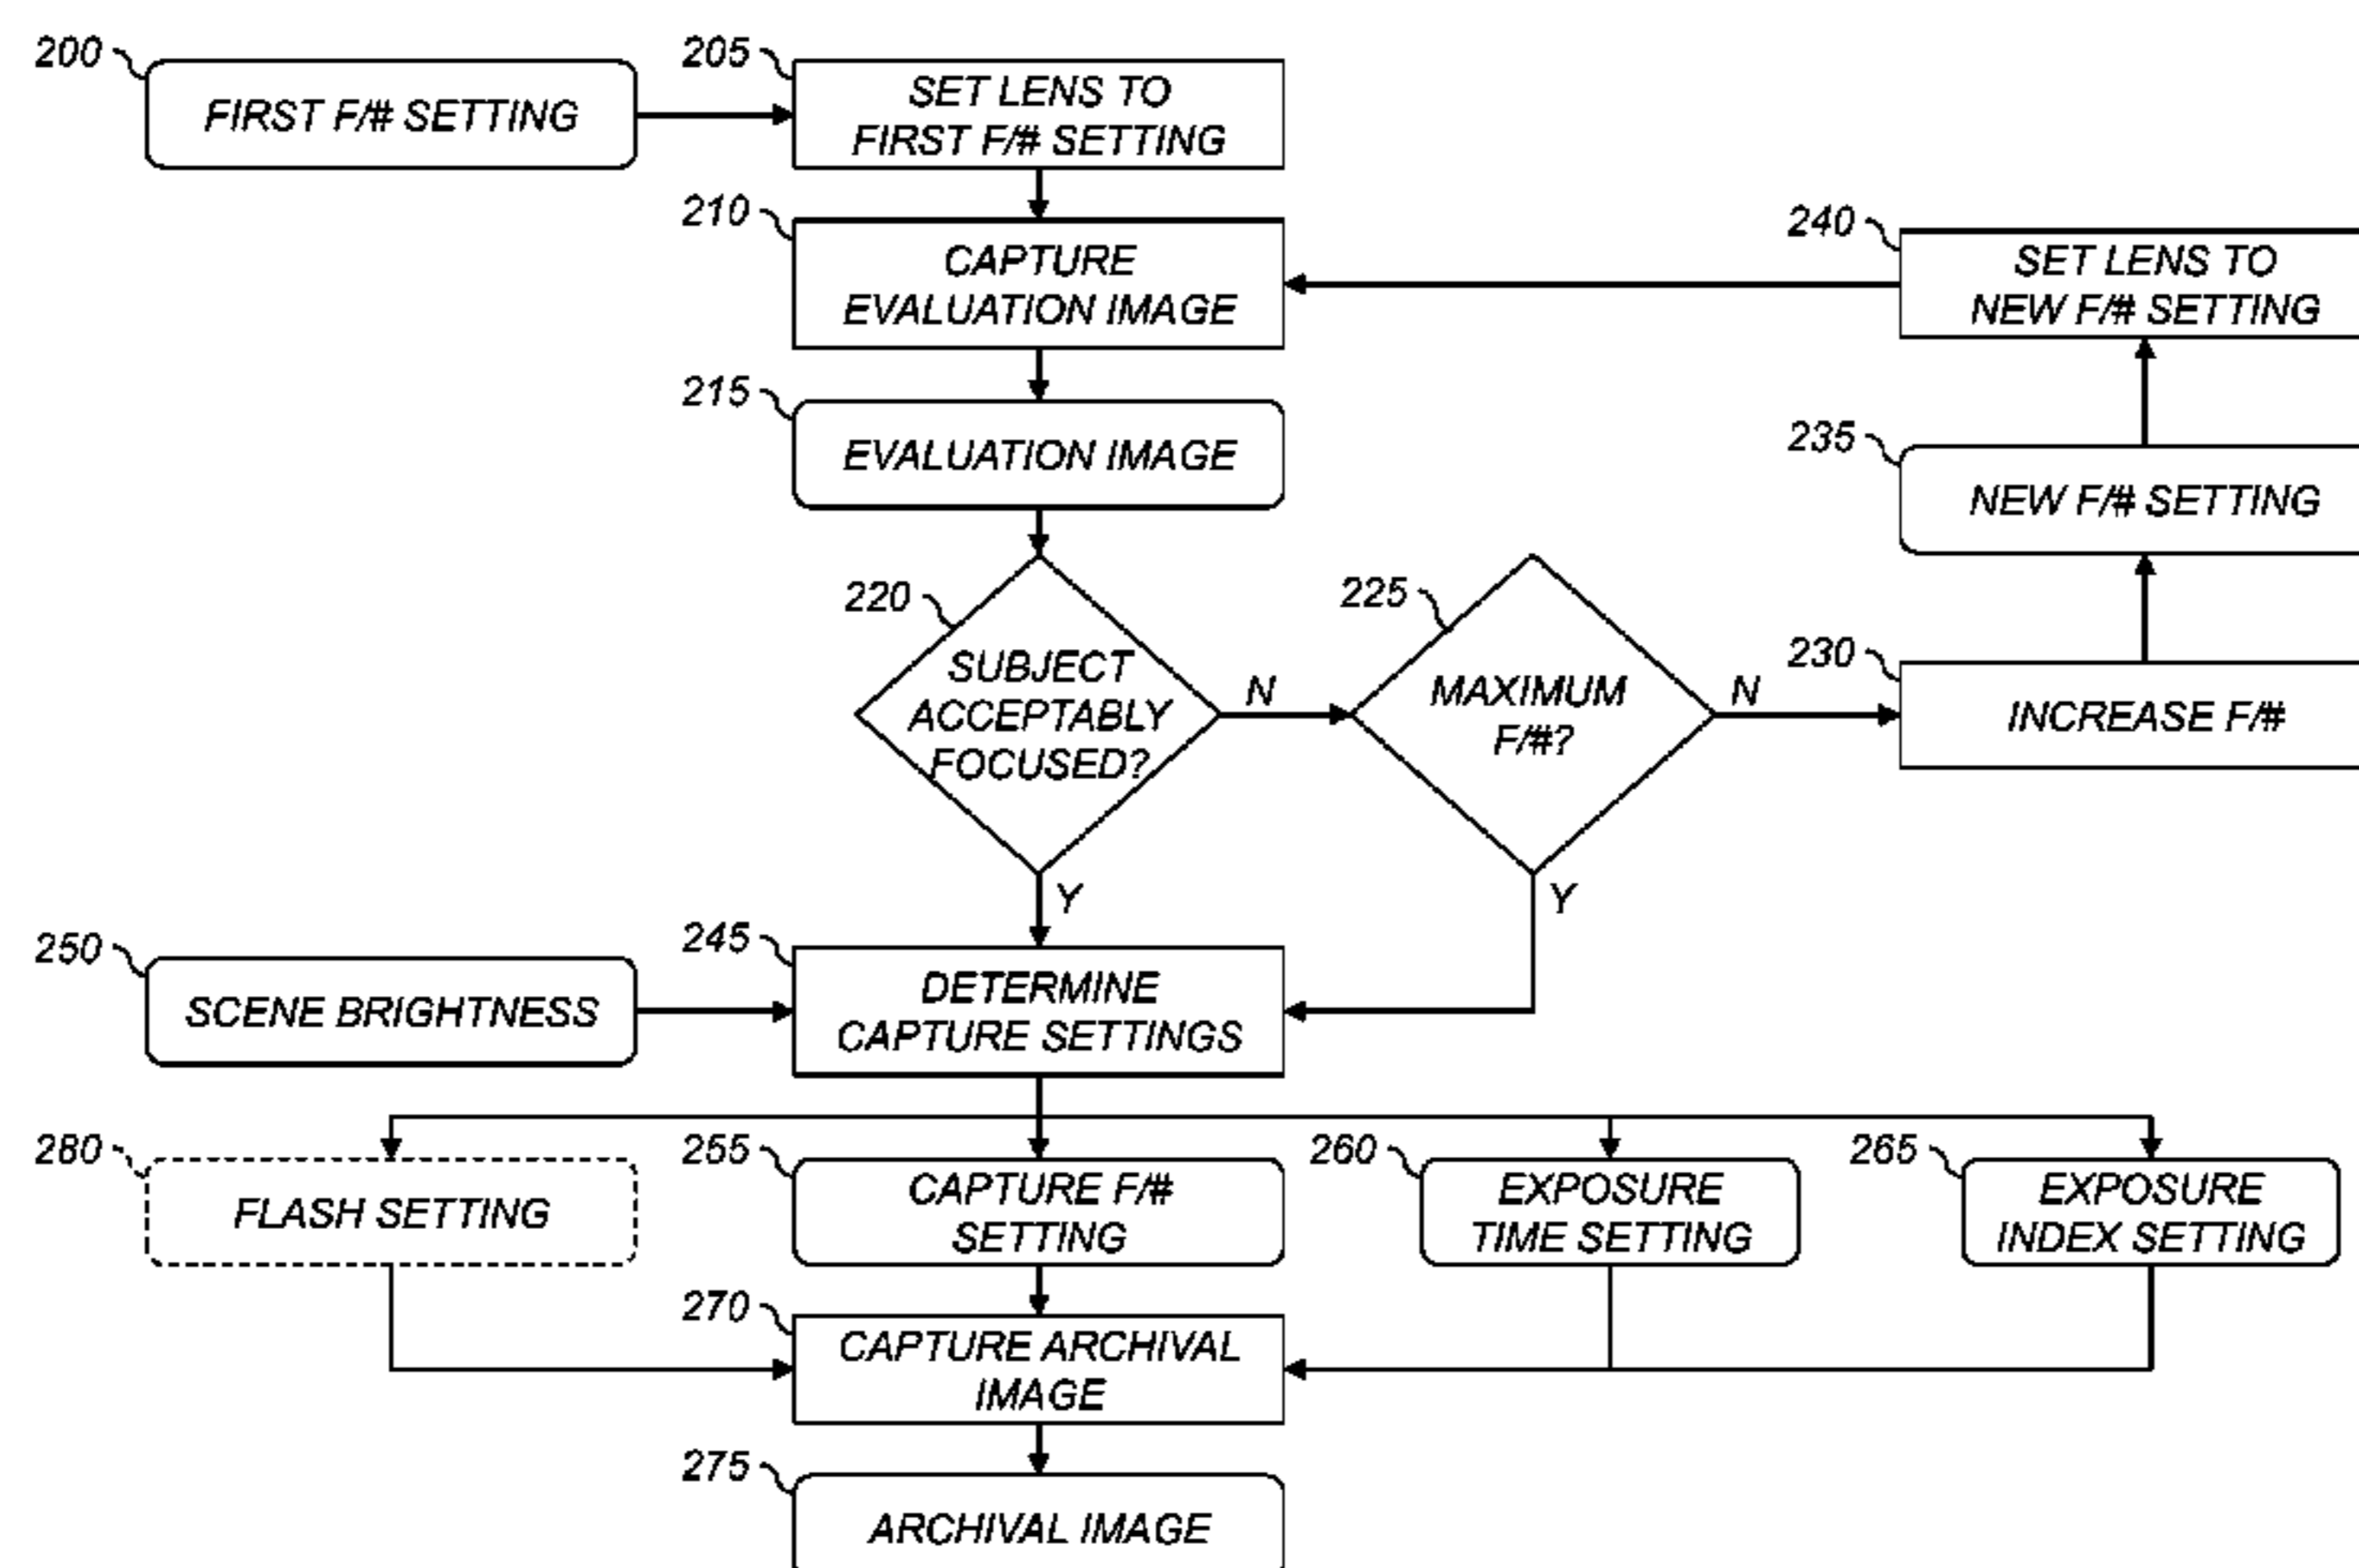 200
FIRST F/# SETTING
205
SET LENS TO
FIRST F/# SETTING
210
CAPTURE
EVALUATION IMAGE
240
SET LENS TO
NEW F/# SETTING
215
EVALUATION IMAGE
235
NEW F/# SETTING
220
SUBJECT
ACCEPTABLY
FOCUSED?
N
Y
225
MAXIMUM
F/#?
N
Y
230
INCREASE F/#
250
SCENE BRIGHTNESS
245
DETERMINE
CAPTURE SETTINGS
280
FLASH SETTING
255
CAPTURE F/#
SETTING
260
EXPOSURE
TIME SETTING
265
EXPOSURE
INDEX SETTING
270
CAPTURE ARCHIVAL
IMAGE
275
ARCHIVAL IMAGE